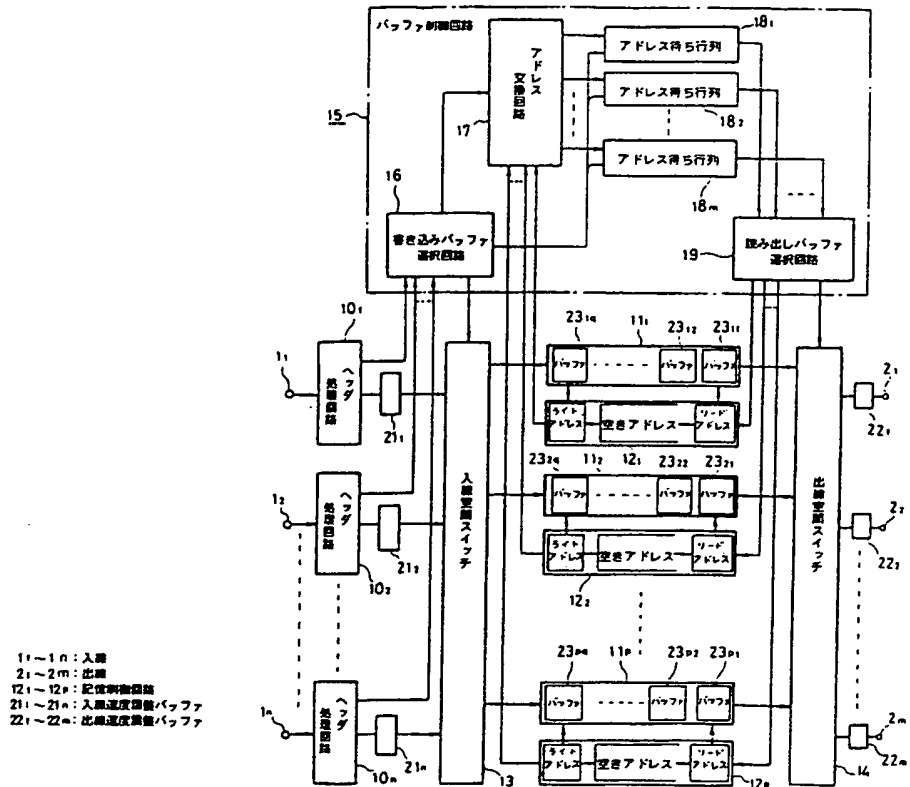 バッファ制御回路
15
16
書き込みバッファ
選択回路
17
アドレス
交換回路
18₁
アドレス待ち行列
アドレス待ち行列
18₂
アドレス待ち行列
18m
19
読み出しバッファ
選択回路
1₁
10₁
ヘッダ
処理回路
21₁
1₂
ヘッダ
処理回路
10₂
21₂
1n
ヘッダ
処理回路
10n
21n
入線空間スイッチ
13
23₁q
11₁
23₁₂
23₁₁
バッファ
バッファ
バッファ
ライト
アドレス
空きアドレス
リード
アドレス
12₁
23₂q
11₂
23₂₂
23₂₁
バッファ
バッファ
バッファ
ライト
アドレス
空きアドレス
リード
アドレス
12₂
23pq
11p
23p₂
23p₁
バッファ
バッファ
バッファ
ライト
アドレス
空きアドレス
リード
アドレス
12p
出線空間スイッチ
14
2₁
22₁
2₂
22₂
2m
22m
1₁~1n:入線
2₁~2m:出線
12₁~12p:記憶制御回路
21₁~21n:入線速度調整バッファ
22₁~22m:出線速度調整バッファ